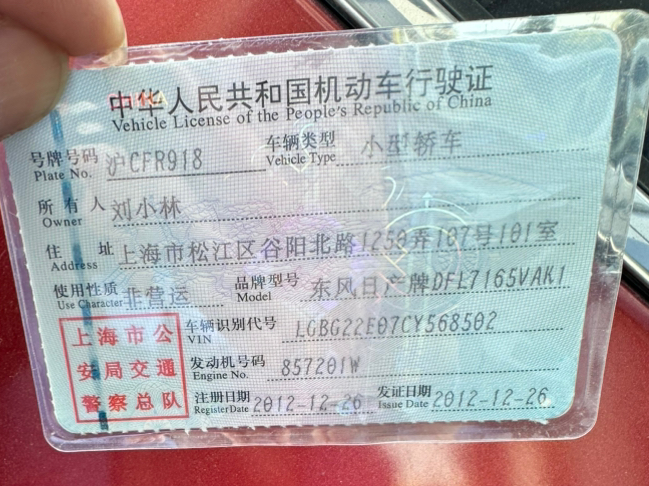 中华人民共和国机动车行驶证
Vehicle License of the People's Republic of China
号牌号码 沪CFR918 车辆类型 小型轿车
Plate No. Vehicle Type
所有人 刘小林
Owner
住址 上海市松江区谷阳北路1250弄107号101室
Address
使用性质 非营运 品牌型号 东风日产牌DFL7165VAK1
Use Character Model
上海市公安局交通警察总队
车辆识别代号 LGBG22E07CY568502
VIN
发动机号码 857201W
Engine No.
注册日期 2012-12-26 发证日期 2012-12-26
Register Date Issue Date